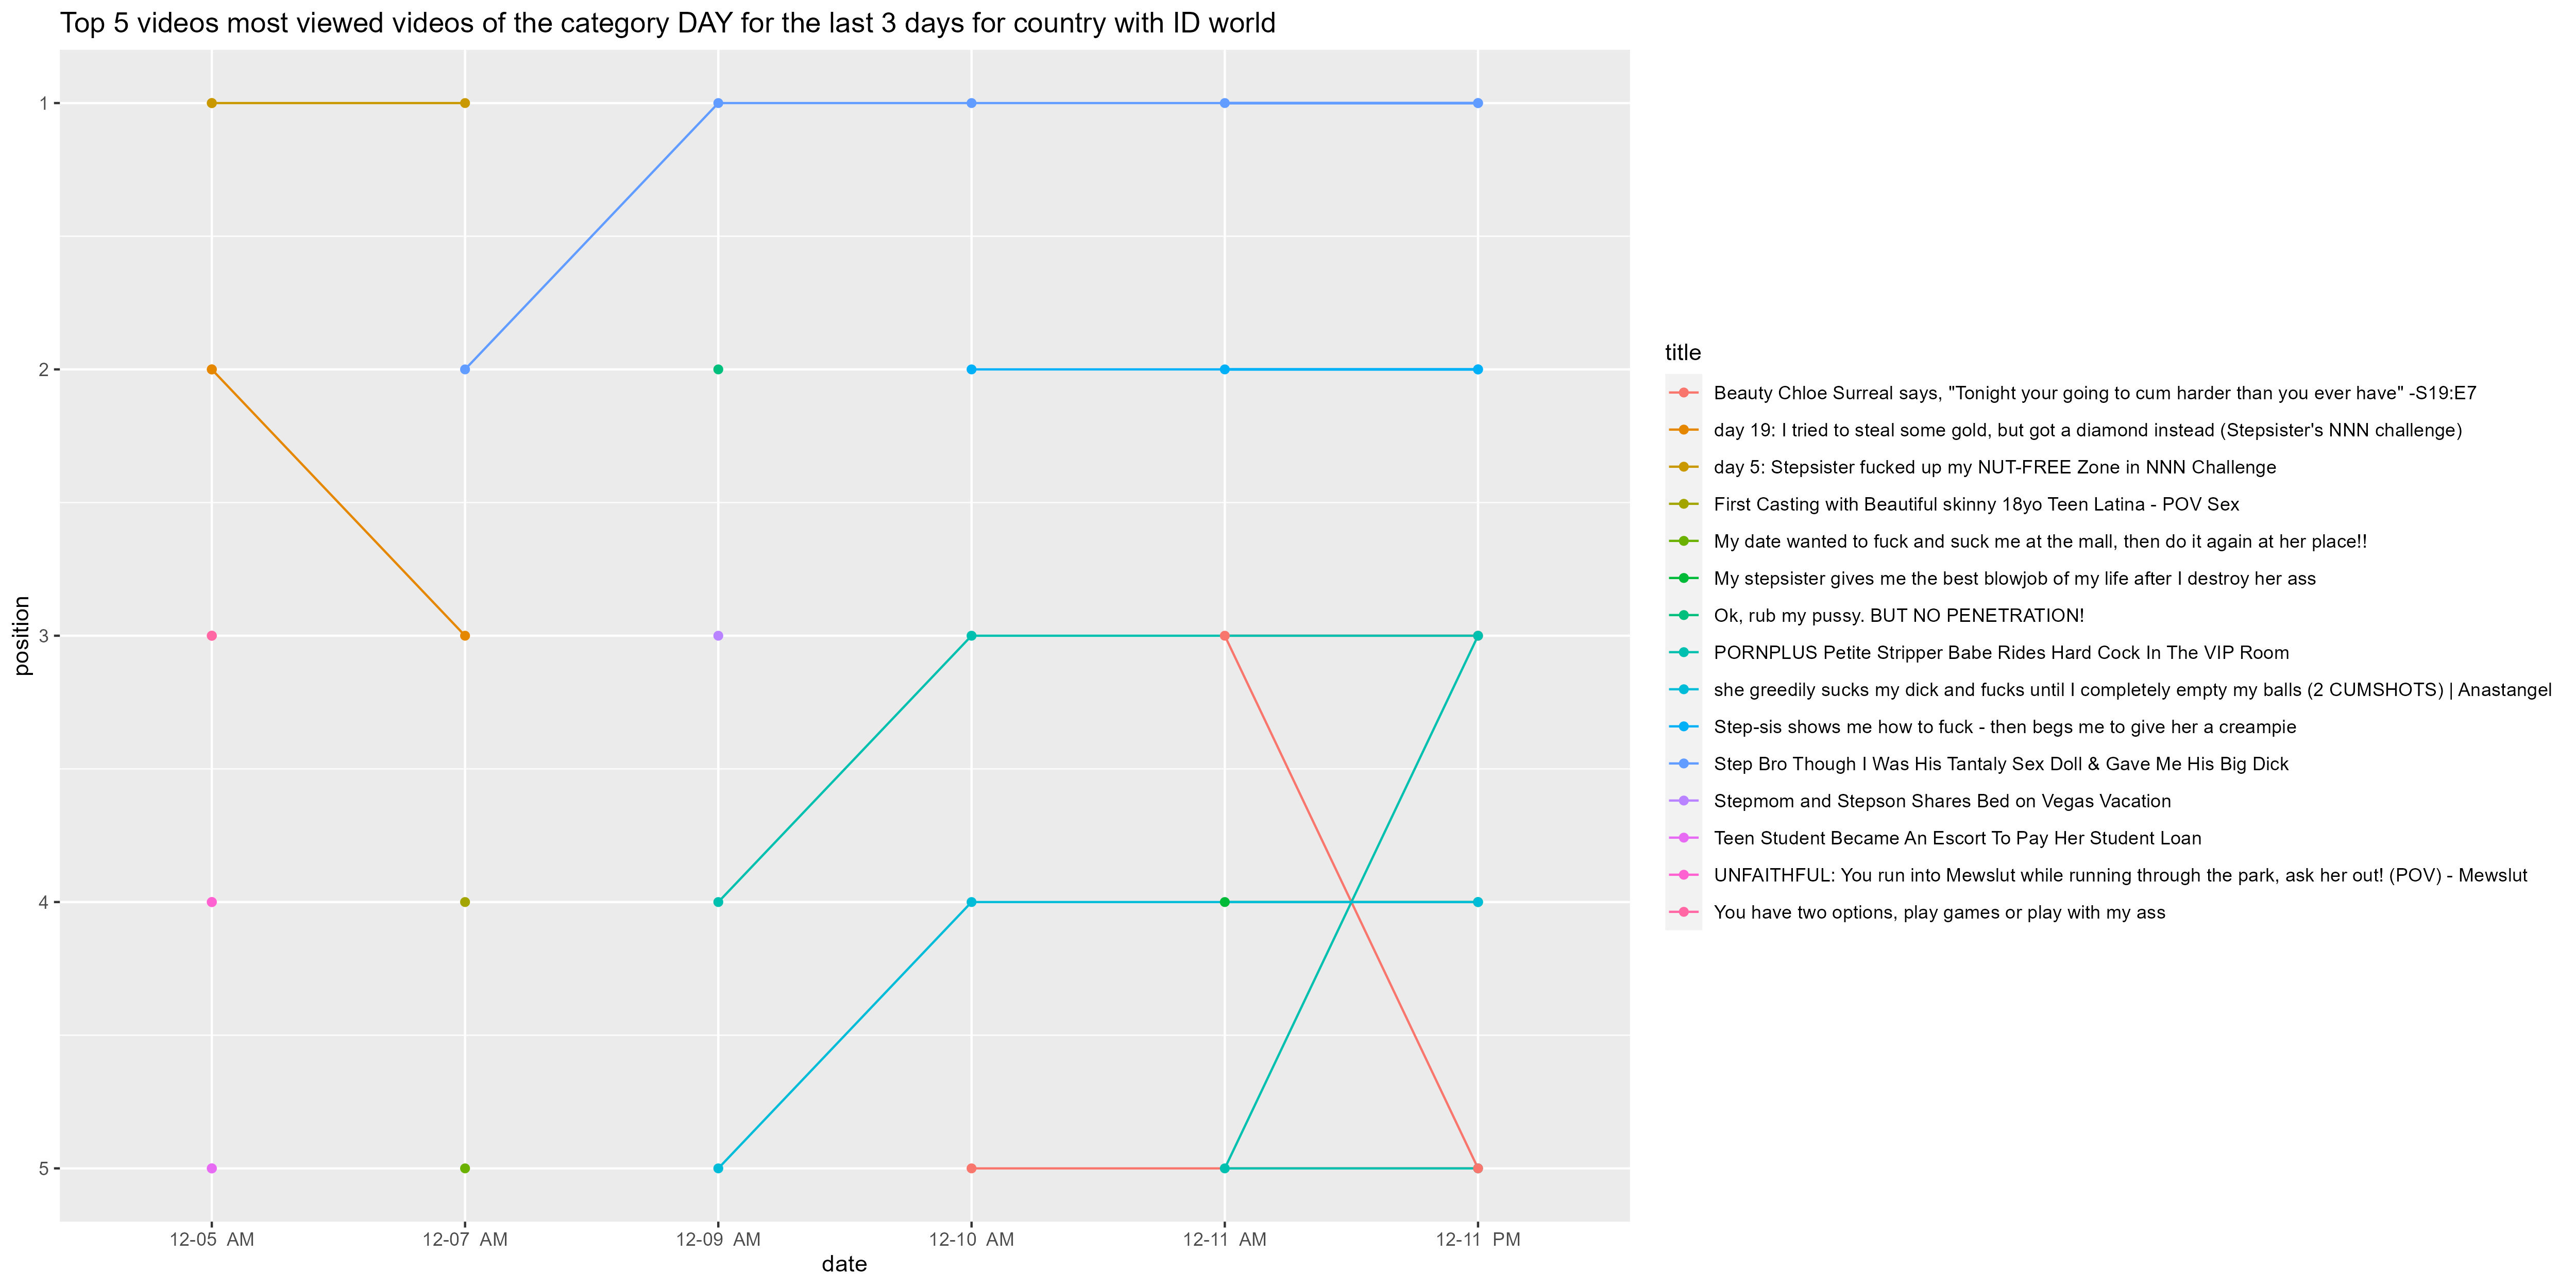 Top 5 videos most viewed videos of the category DAY for the last 3 days for country with ID world
position
1
2
3
4
5
12-05  AM
12-07  AM
12-09  AM
12-10  AM
12-11  AM
12-11  PM
date
title
Beauty Chloe Surreal says, "Tonight your going to cum harder than you ever have" -S19:E7
day 19: I tried to steal some gold, but got a diamond instead (Stepsister's NNN challenge)
day 5: Stepsister fucked up my NUT-FREE Zone in NNN Challenge
First Casting with Beautiful skinny 18yo Teen Latina - POV Sex
My date wanted to fuck and suck me at the mall, then do it again at her place!!
My stepsister gives me the best blowjob of my life after I destroy her ass
Ok, rub my pussy. BUT NO PENETRATION!
PORNPLUS Petite Stripper Babe Rides Hard Cock In The VIP Room
she greedily sucks my dick and fucks until I completely empty my balls (2 CUMSHOTS) | Anastangel
Step-sis shows me how to fuck - then begs me to give her a creampie
Step Bro Though I Was His Tantaly Sex Doll & Gave Me His Big Dick
Stepmom and Stepson Shares Bed on Vegas Vacation
Teen Student Became An Escort To Pay Her Student Loan
UNFAITHFUL: You run into Mewslut while running through the park, ask her out! (POV) - Mewslut
You have two options, play games or play with my ass